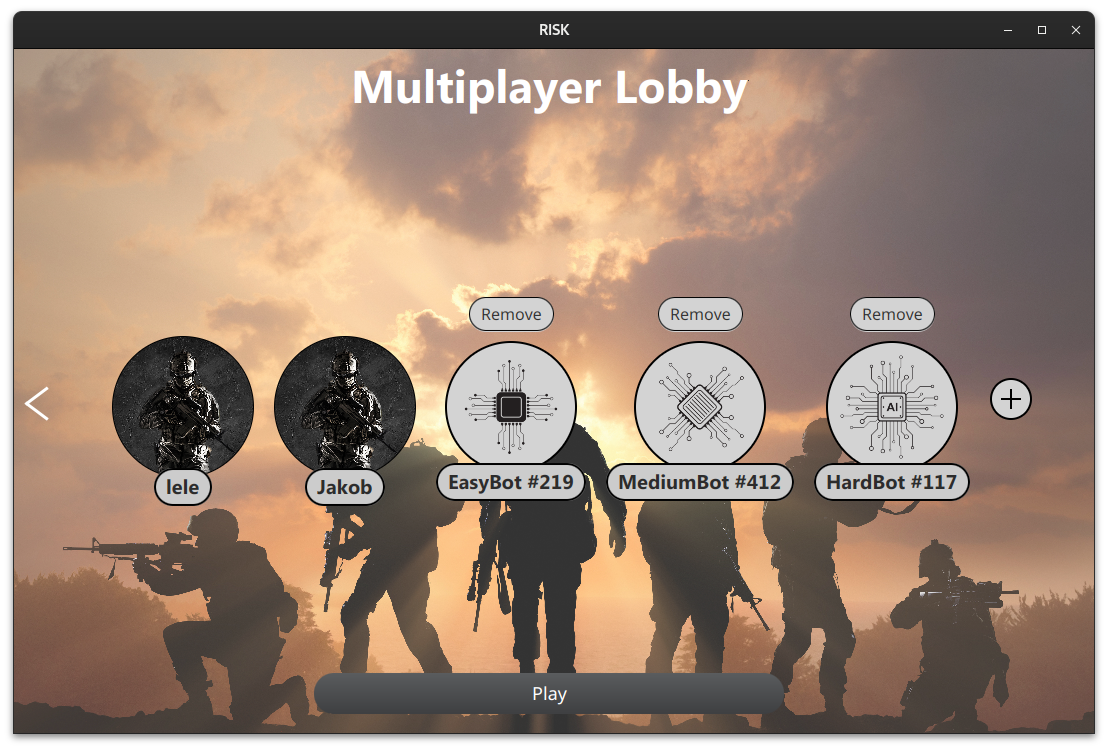 RISK
Multiplayer Lobby
Remove
Remove
Remove
AI
lele
Jakob
EasyBot #219
MediumBot #412
HardBot #117
Play